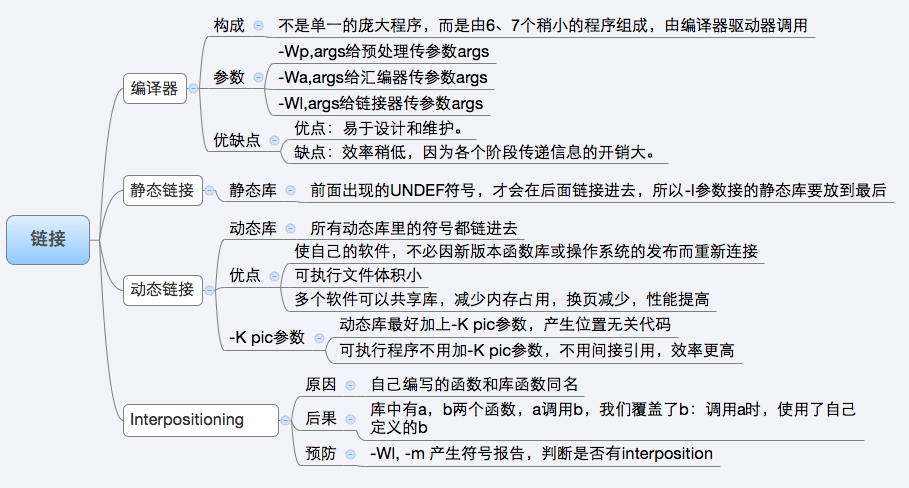 链接
编译器
构成
不是单一的庞大程序，而是由6、7个稍小的程序组成，由编译器驱动器调用
参数
-Wp,args给预处理传参数args
-Wa,args给汇编器传参数args
-Wl,args给链接器传参数args
优缺点
优点：易于设计和维护。
缺点：效率稍低，因为各个阶段传递信息的开销大。
静态链接
静态库
前面出现的UNDEF符号，才会在后面链接进去，所以-l参数接的静态库要放到最后
动态链接
动态库
所有动态库里的符号都链进去
优点
使自己的软件，不必因新版本函数库或操作系统的发布而重新连接
可执行文件体积小
多个软件可以共享库，减少内存占用，换页减少，性能提高
-K pic参数
动态库最好加上-K pic参数，产生位置无关代码
可执行程序不用加-K pic参数，不用间接引用，效率更高
Interpositioning
原因
自己编写的函数和库函数同名
后果
库中有a，b两个函数，a调用b，我们覆盖了b：调用a时，使用了自己
定义的b
预防
-Wl, -m 产生符号报告，判断是否有interposition